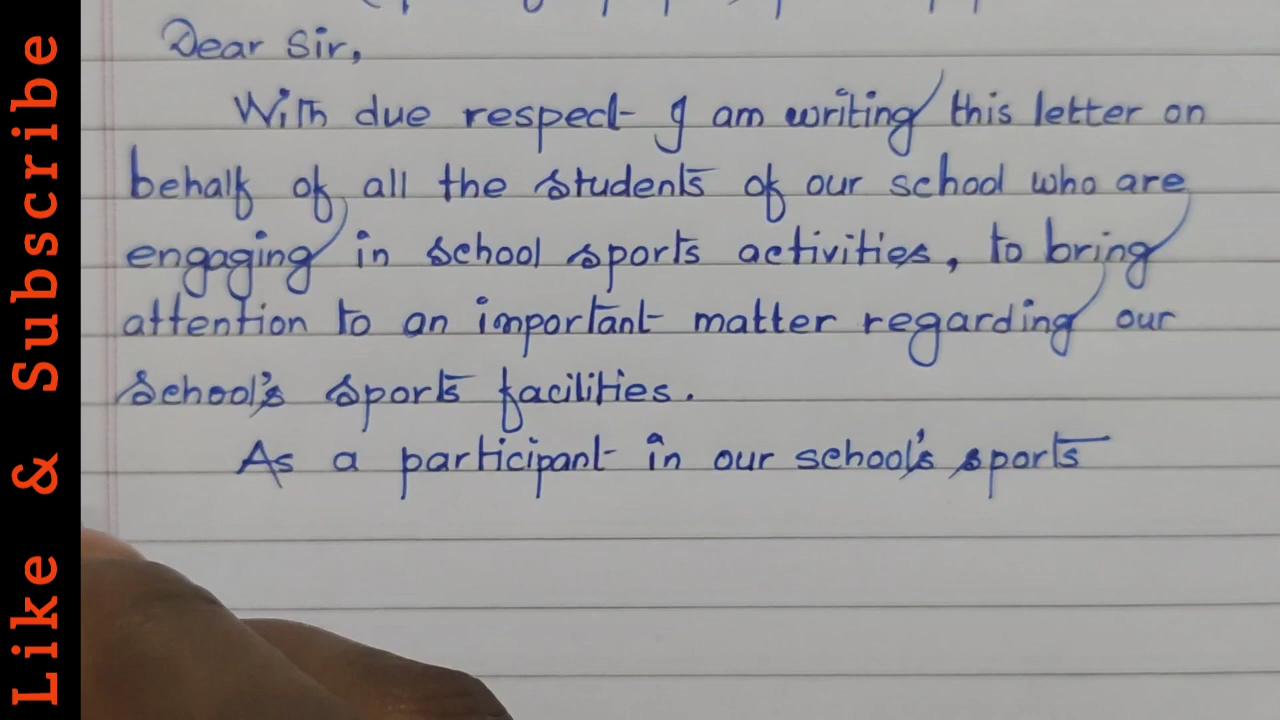 Like & Subscribe
Dear Sir,
With due respect I am writing this letter on
behalf of all the students of our school who are
engaging in school sports activities, to bring
attention to an important matter regarding our
school's sports facilities.
As a participant in our school's sports